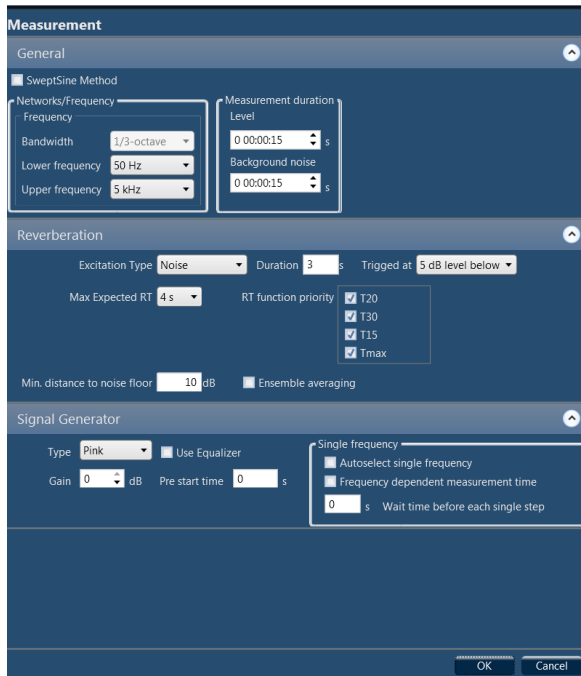 Measurement
General
SweptSine Method
Networks/Frequency
Frequency
Bandwidth 1/3-octave
Lower frequency 50 Hz
Upper frequency 5 kHz
Measurement duration
Level
0 00:00:15 s
Background noise
0 00:00:15 s
Reverberation
Excitation Type Noise Duration 3 s Trigged at 5 dB level below
Max Expected RT 4 s RT function priority T20
T30
T15
Tmax
Min. distance to noise floor 10 dB Ensemble averaging
Signal Generator
Type Pink Use Equalizer
Gain 0 dB Pre start time 0 s
Single frequency
Autoselect single frequency
Frequency dependent measurement time
0 s Wait time before each single step
OK Cancel